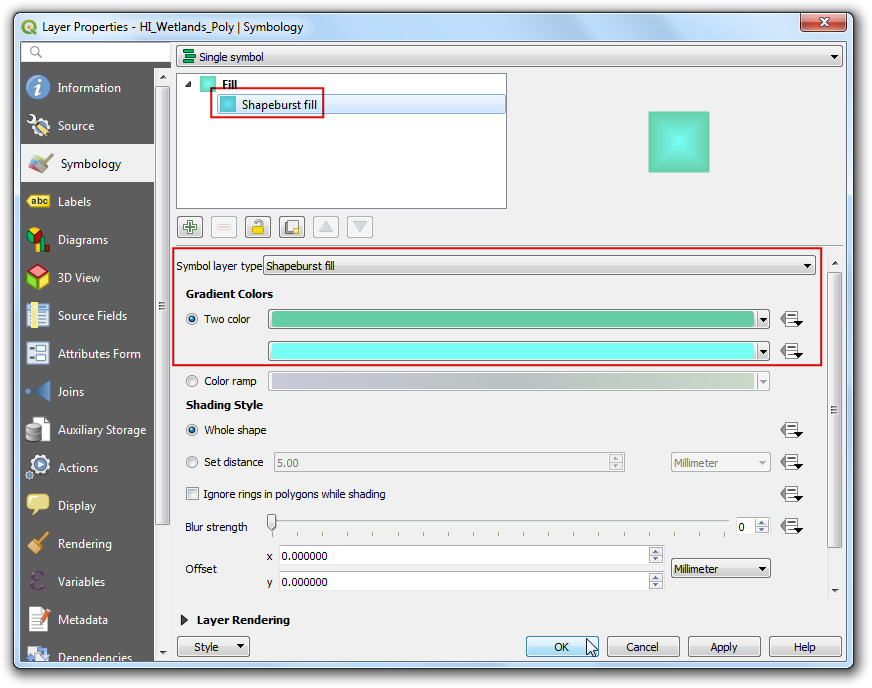 Layer Properties - HI_Wetlands_Poly | Symbology
Information
Source
Symbology
abc Labels
Diagrams
3D View
Source Fields
Attributes Form
Joins
Auxiliary Storage
Actions
Display
Rendering
Variables
Metadata
Dependencies
Single symbol
Fill
Shapeburst fill
Symbol layer type Shapeburst fill
Gradient Colors
Two color
Color ramp
Shading Style
Whole shape
Set distance 5.00 Millimeter
Ignore rings in polygons while shading
Blur strength 0
x 0.000000
Offset Millimeter
y 0.000000
Layer Rendering
Style OK Cancel Apply Help